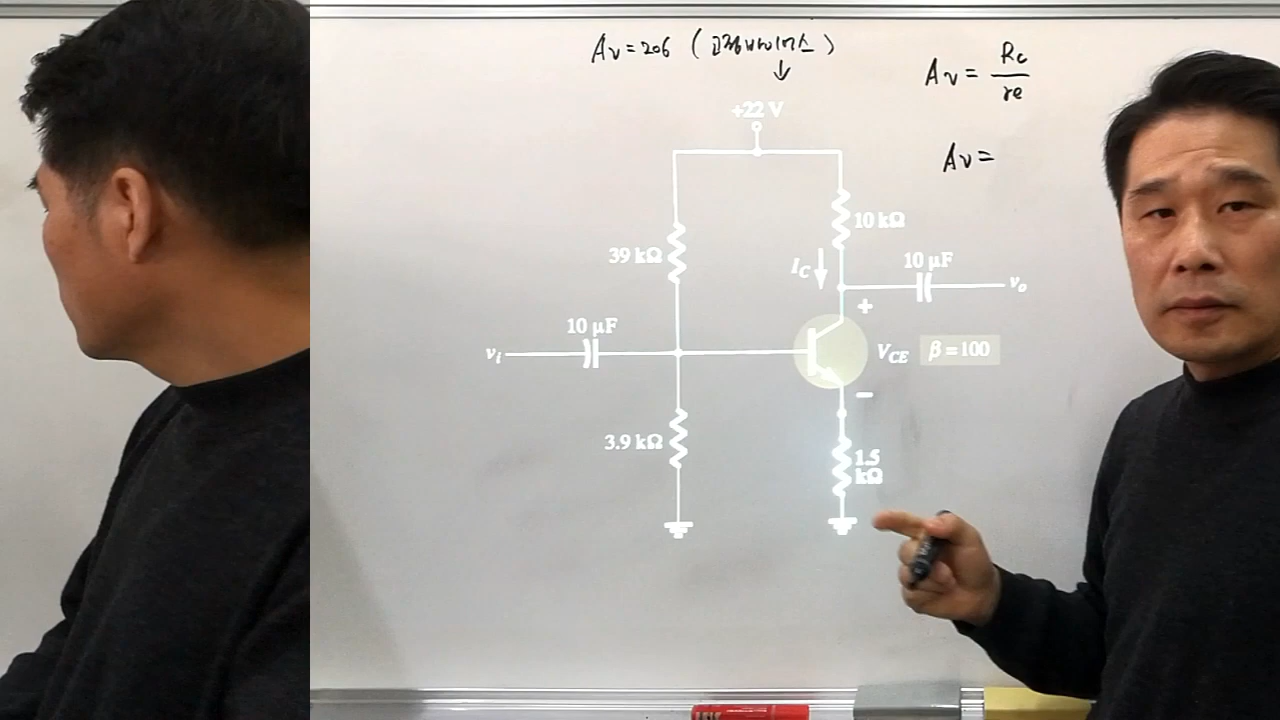 Av = 206 ( 고정바이어스 )
↓
Av = Rc / re
Av =
+22 V
39 kΩ
10 kΩ
IC
10 μF
vo
+
10 μF
vi
VCE
β = 100
−
3.9 kΩ
1.5
kΩ